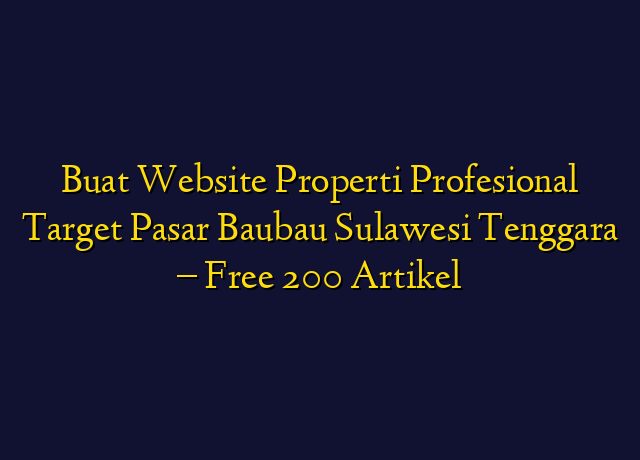 Buat Website Properti Profesional
Target Pasar Baubau Sulawesi Tenggara
– Free 200 Artikel